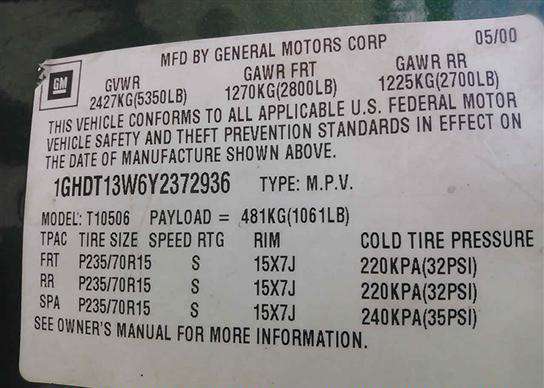 MFD BY GENERAL MOTORS CORP 05/00
GM
GVWR GAWR FRT GAWR RR
2427KG(5350LB) 1270KG(2800LB) 1225KG(2700LB)
THIS VEHICLE CONFORMS TO ALL APPLICABLE U.S. FEDERAL MOTOR
VEHICLE SAFETY AND THEFT PREVENTION STANDARDS IN EFFECT ON
THE DATE OF MANUFACTURE SHOWN ABOVE.
1GHDT13W6Y2372936 TYPE: M.P.V.
MODEL: T10506 PAYLOAD = 481KG(1061LB)
TPAC TIRE SIZE SPEED RTG RIM COLD TIRE PRESSURE
FRT P235/70R15 S 15X7J 220KPA(32PSI)
RR P235/70R15 S 15X7J 220KPA(32PSI)
SPA P235/70R15 S 15X7J 240KPA(35PSI)
SEE OWNER'S MANUAL FOR MORE INFORMATION.